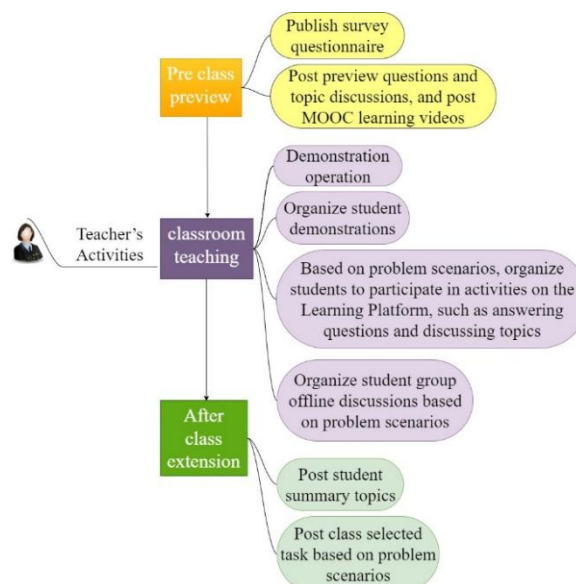 Publish survey
questionnaire
Pre class
preview
Post preview questions and
topic discussions, and post
MOOC learning videos
Demonstration
operation
Organize student
demonstrations
Teacher's
Activities
classroom
teaching
Based on problem scenarios, organize
students to participate in activities on the
Learning Platform, such as answering
questions and discussing topics
Organize student group
offline discussions based
on problem scenarios
After
class
extension
Post student
summary topics
Post class selected
task based on problem
scenarios